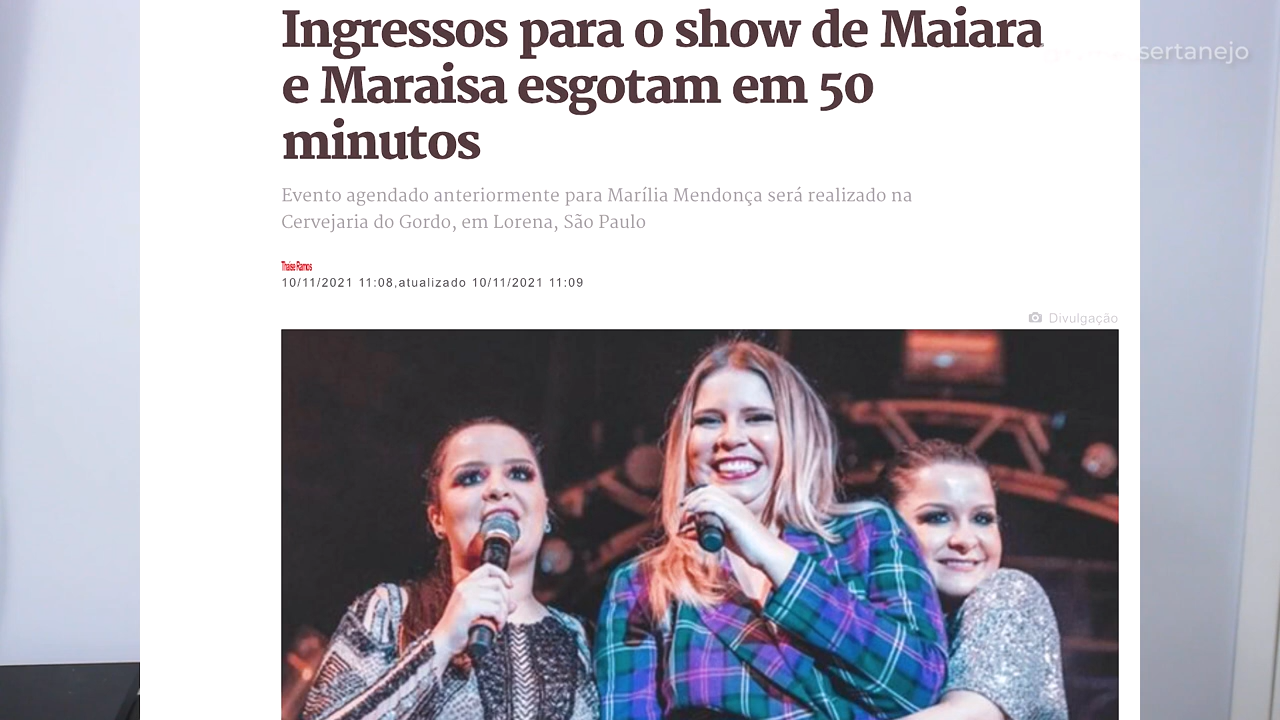 Ingressos para o show de Maiara
sertanejo
e Maraisa esgotam em 50
minutos
Evento agendado anteriormente para Marília Mendonça será realizado na
Cervejaria do Gordo, em Lorena, São Paulo
Thaise Ramos
10/11/2021 11:08,atualizado 10/11/2021 11:09
Divulgação